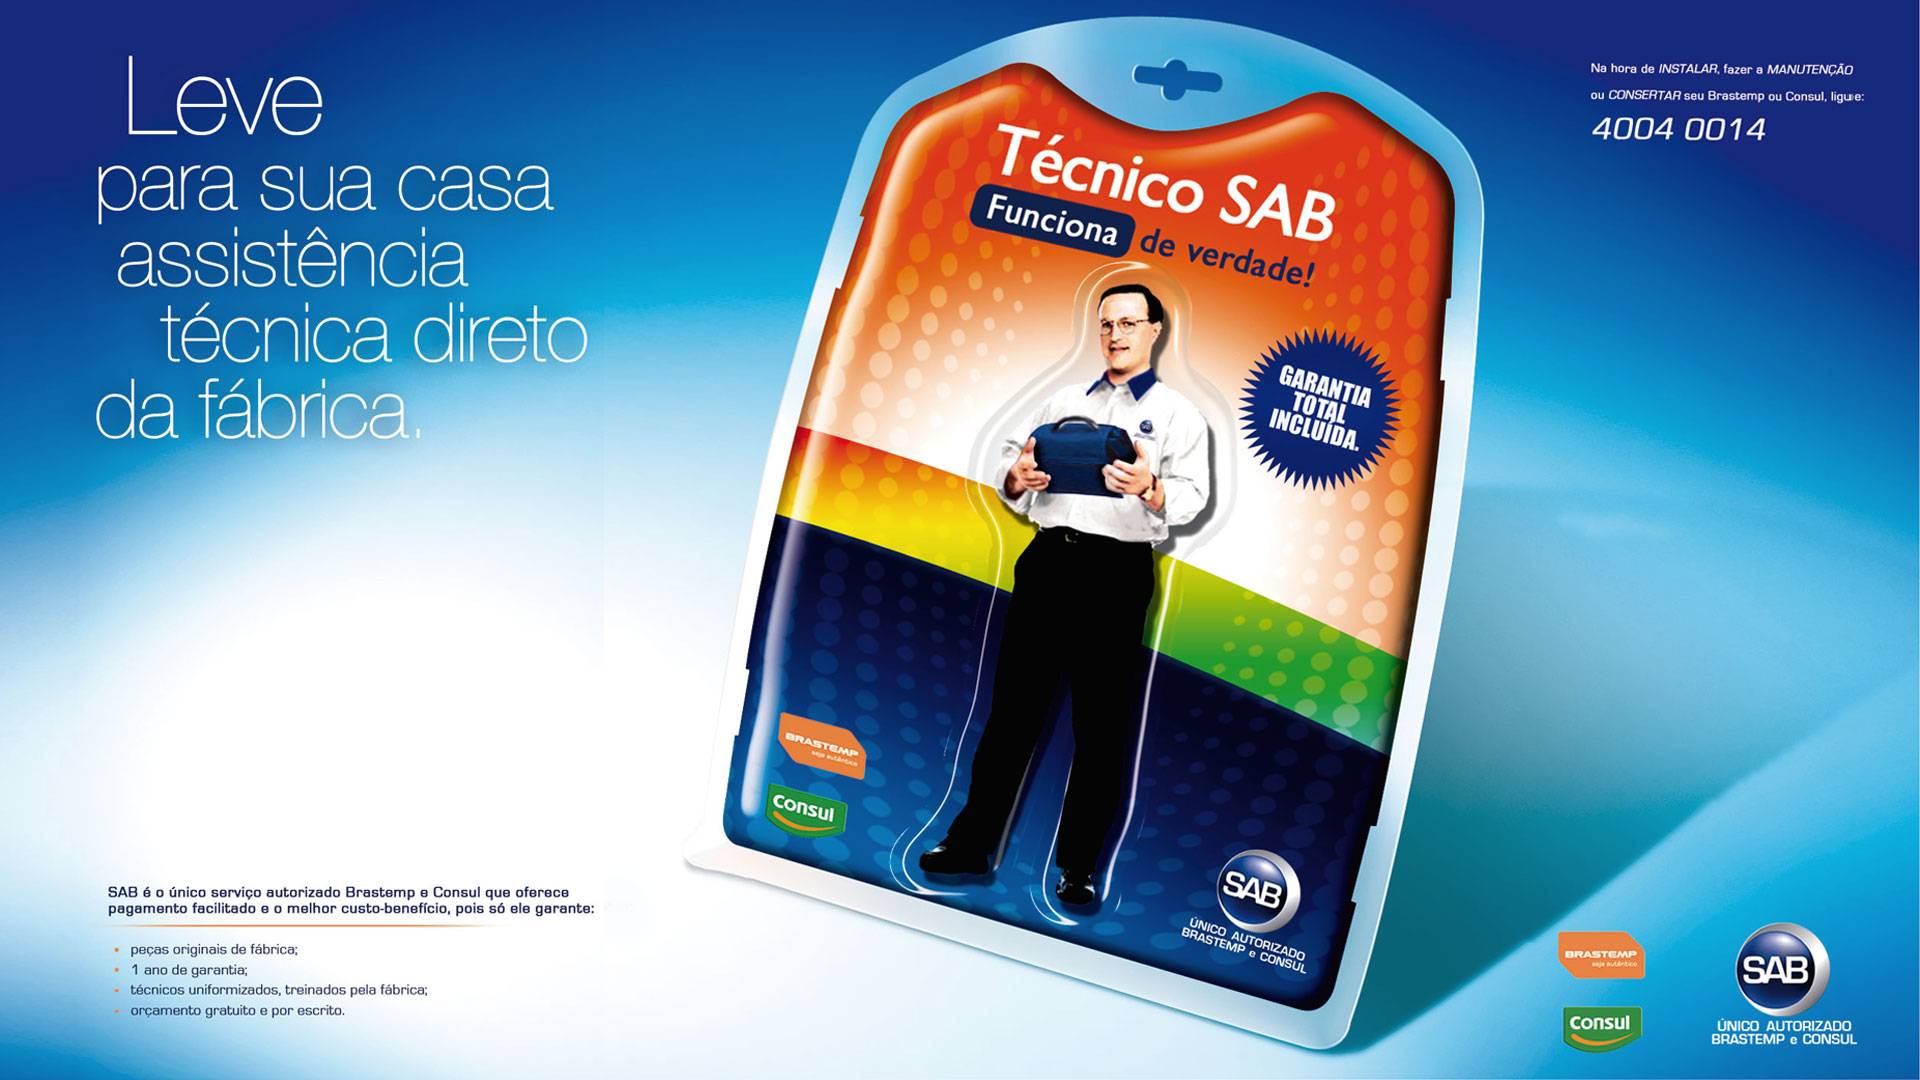 Leve
para sua casa
assistência
técnica direto
da fábrica.
Na hora de INSTALAR, fazer a MANUTENÇÃO
ou CONSERTAR seu Brastemp ou Consul, ligue:
4004 0014
Técnico SAB
Funciona de verdade!
GARANTIA
TOTAL
INCLUÍDA.
SAB
BRASTEMP
seja autêntico
Consul
SAB
ÚNICO AUTORIZADO
BRASTEMP e CONSUL
SAB é o único serviço autorizado Brastemp e Consul que oferece
pagamento facilitado e o melhor custo-benefício, pois só ele garante:
• peças originais de fábrica;
• 1 ano de garantia;
• técnicos uniformizados, treinados pela fábrica;
• orçamento gratuito e por escrito.
BRASTEMP
seja autêntico
Consul
SAB
ÚNICO AUTORIZADO
BRASTEMP e CONSUL